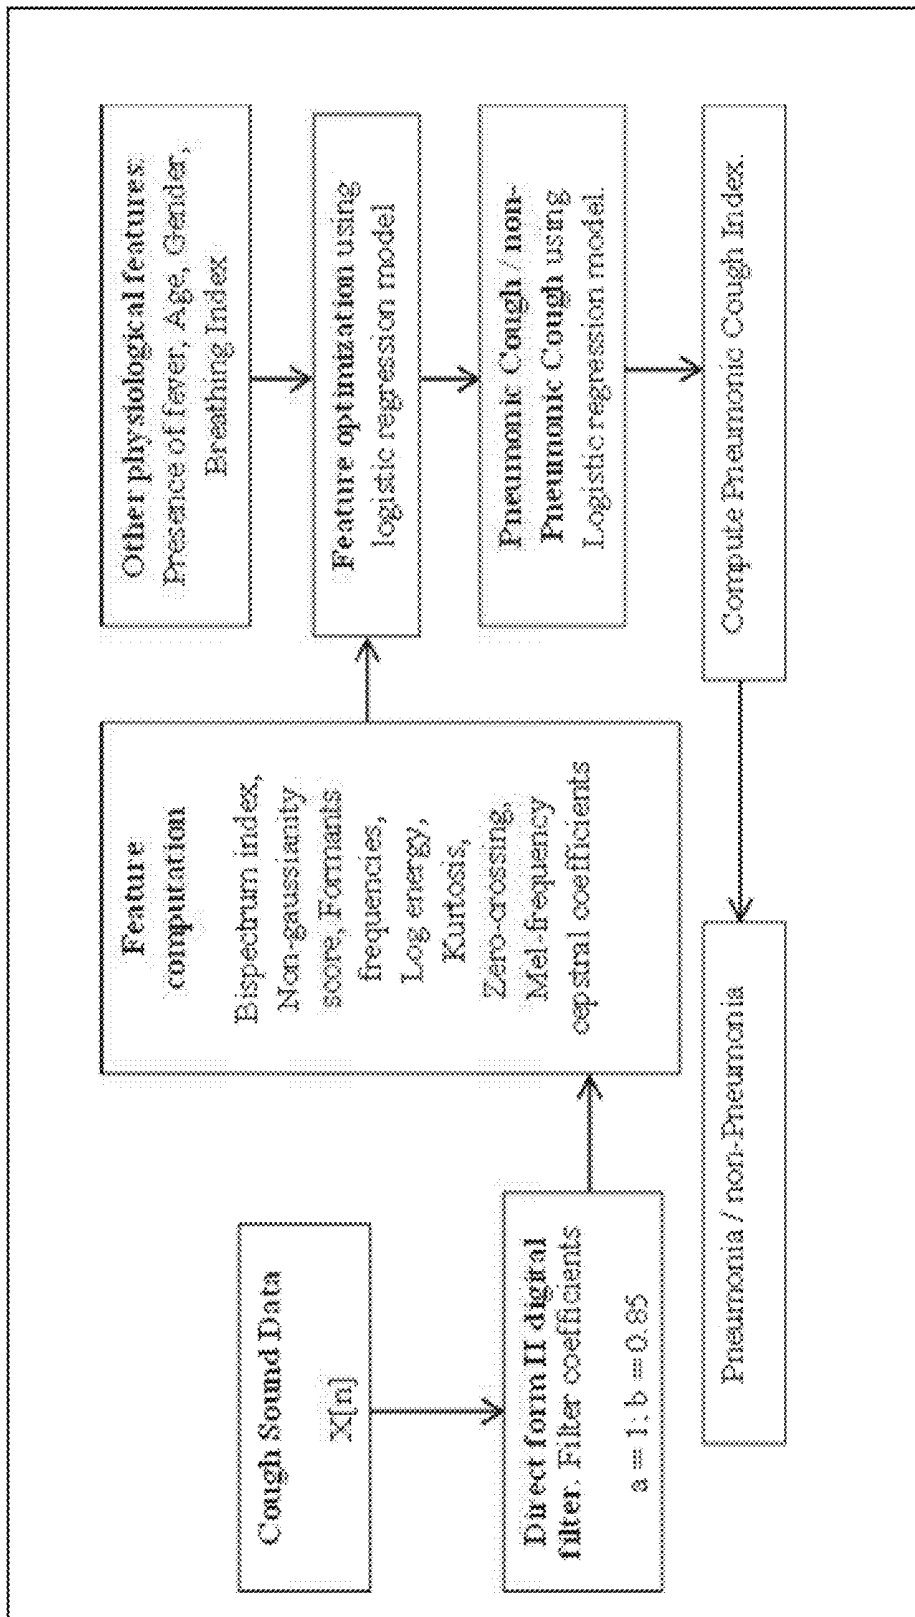 Cough Sound Data
X[n]
Direct form II digital
filter. Filter coefficients
a = 1; b = 0.85
Feature
computation
Bispectrum index,
Non-gaussianity
score, Formants
frequencies,
Log energy,
Kurtosis,
Zero-crossing,
Mel-frequency
cepstral coefficients
Other physiological features:
Presence of fever, Age, Gender,
Breathing Index
Feature optimization using
logistic regression model
Pneumonic Cough / non-
Pneumonic Cough using
Logistic regression model
Compute Pneumonic Cough Index.
Pneumonia / non-Pneumonia